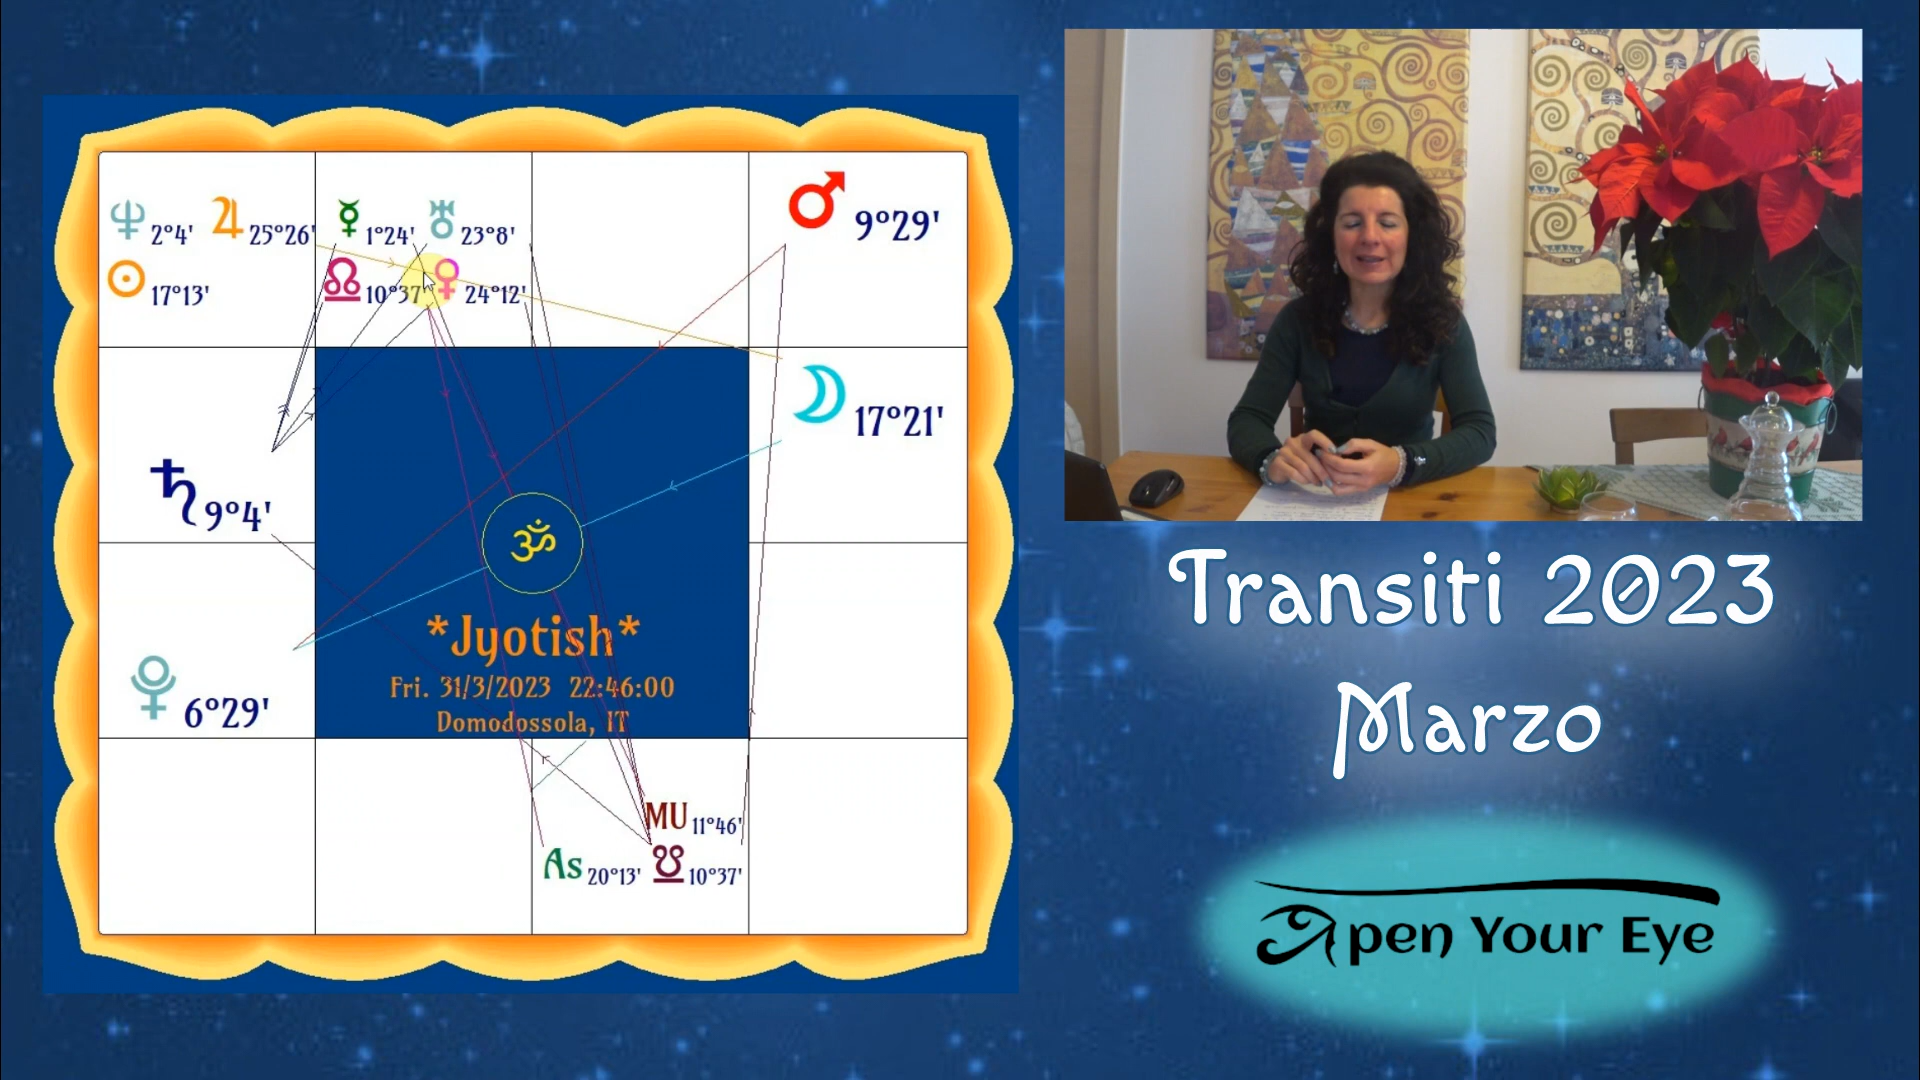 ♆ 2°4' ♃ 25°26' ☿ 1°24' ♅ 23°8' ♂ 9°29'
☉ 17°13' ☊ 10°37' ♀ 24°12'
☽ 17°21'
♄ 9°4'
ॐ
*Jyotish*
Fri. 31/3/2023 22:46:00
Domodossola, IT
♇ 6°29'
MU 11°46'
As 20°13' ☋ 10°37'
Transiti 2023
Marzo
Open Your Eye